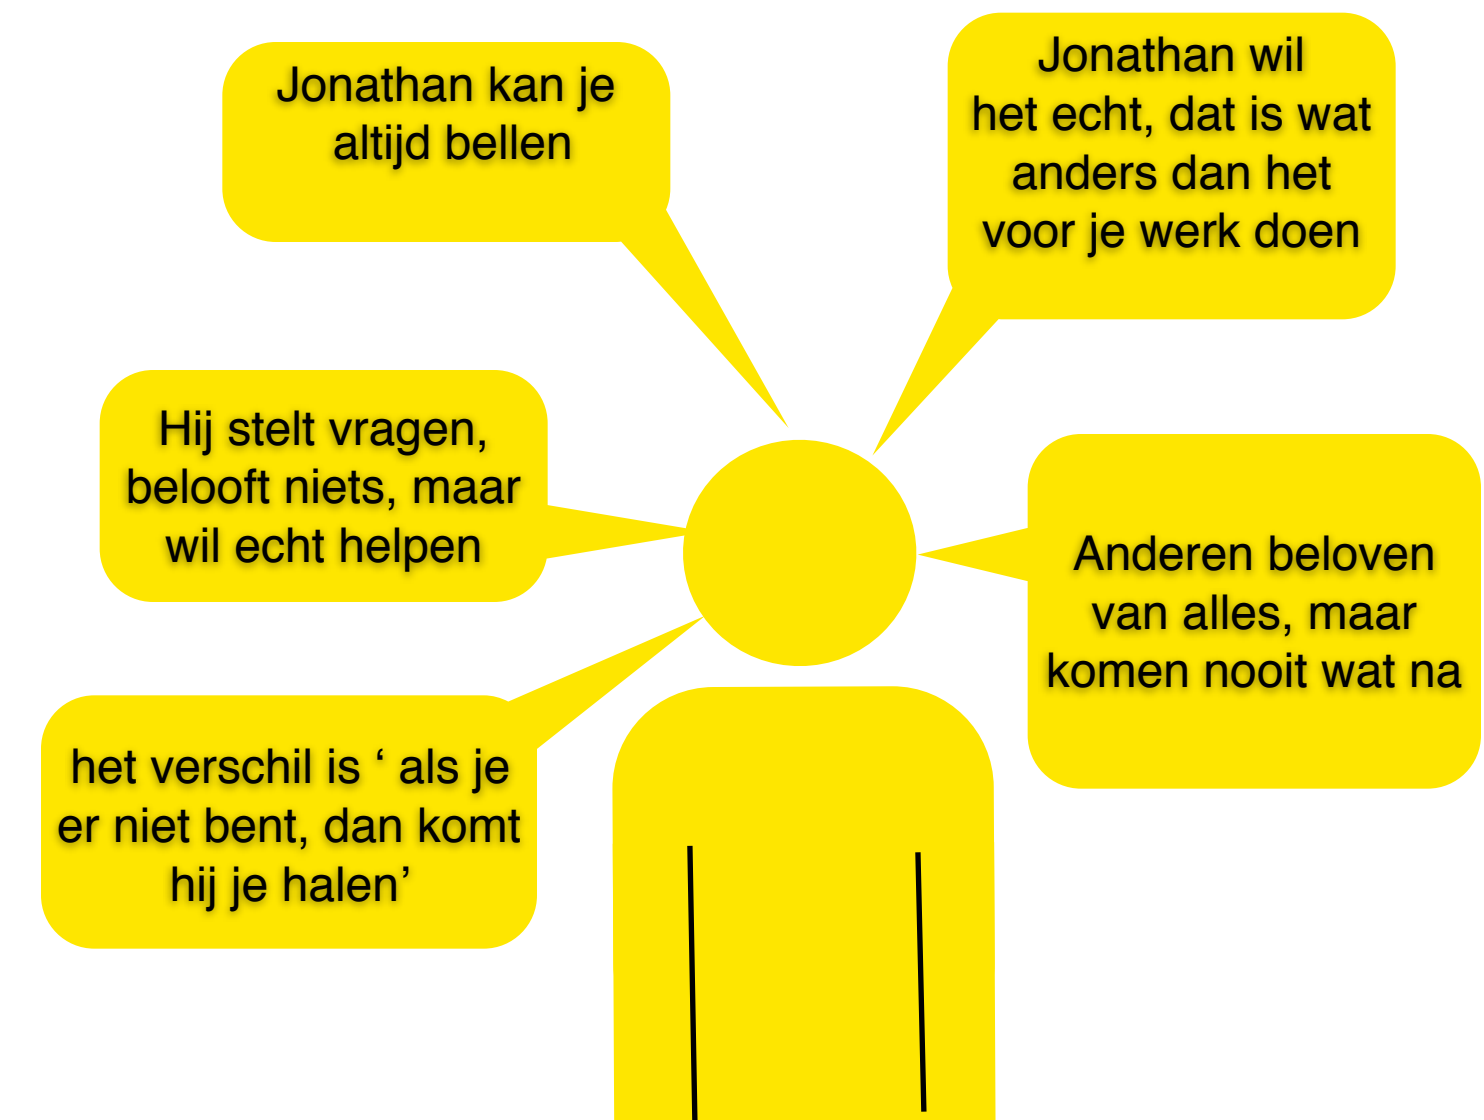 Jonathan kan je
altijd bellen
Jonathan wil
het echt, dat is wat
anders dan het
voor je werk doen
Hij stelt vragen,
belooft niets, maar
wil echt helpen
Anderen beloven
van alles, maar
komen nooit wat na
het verschil is ‘ als je
er niet bent, dan komt
hij je halen’